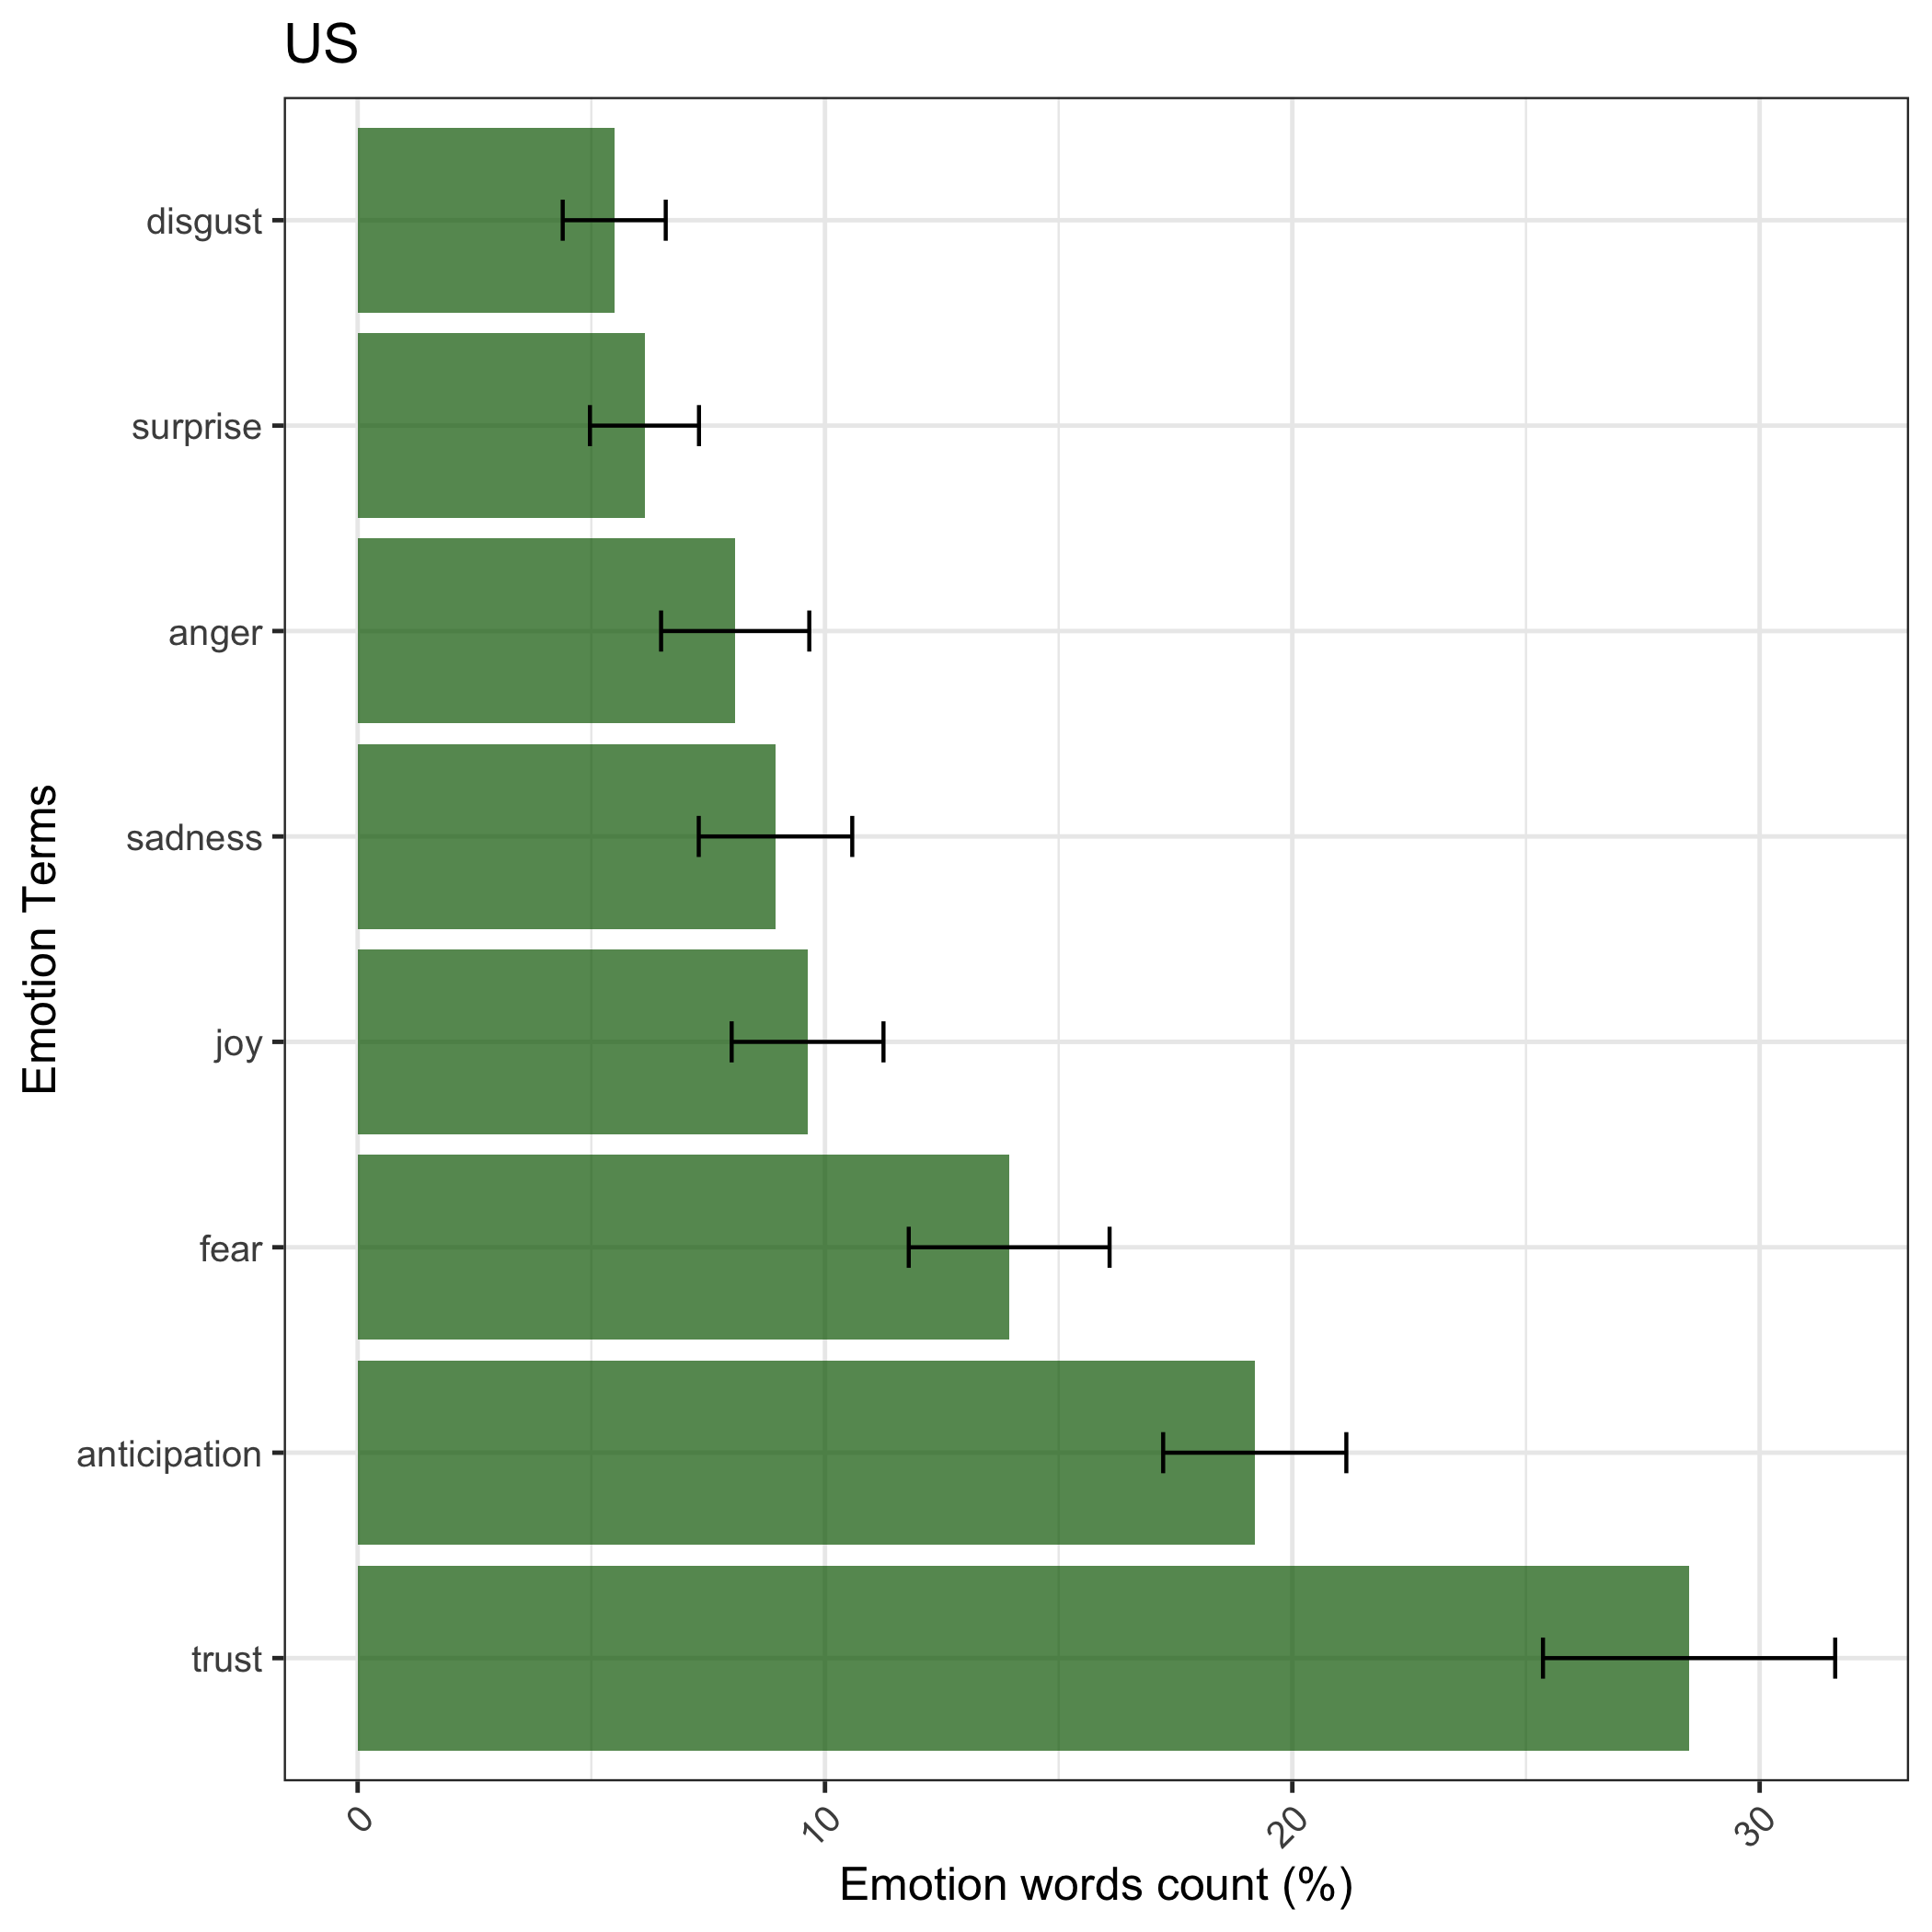 US
Emotion Terms
disgust
surprise
anger
sadness
joy
fear
anticipation
trust
0
10
20
30
Emotion words count (%)